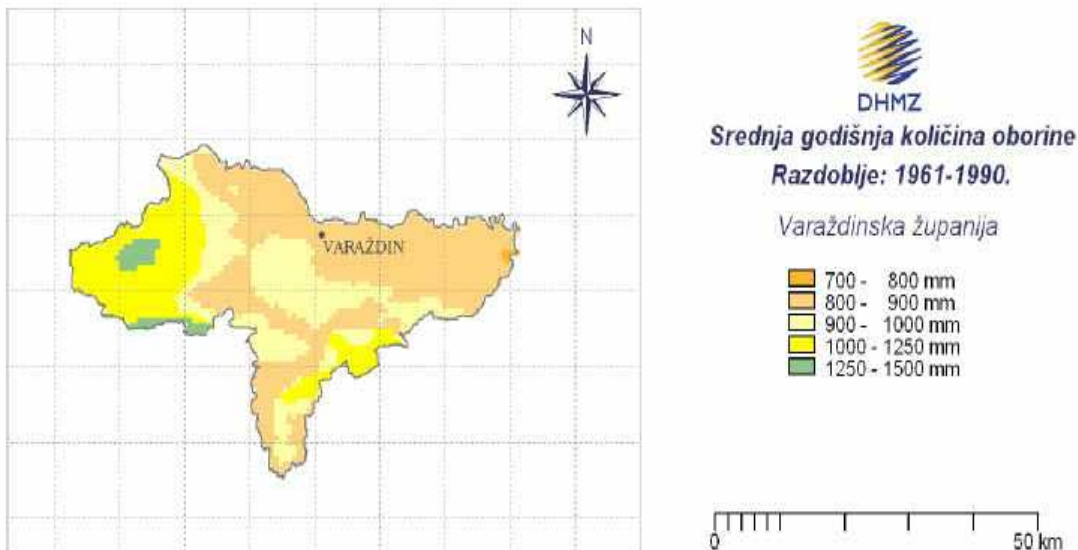 N
VARAŽDIN
DHMZ
Srednja godišnja količina oborine
Razdoblje: 1961-1990.
Varaždinska županija
700 - 800 mm
800 - 900 mm
900 - 1000 mm
1000 - 1250 mm
1250 - 1500 mm
0 50 km